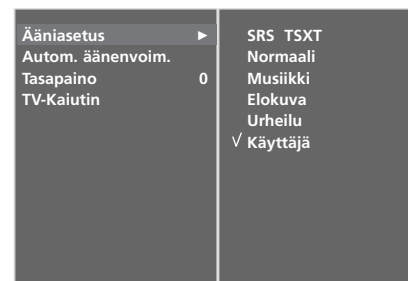 Ääniasetus ►
Autom. äänenvoim.
Tasapaino 0
TV-Kaiutin
SRS TSXT
Normaali
Musiikki
Elokuva
Urheilu
√ Käyttäjä